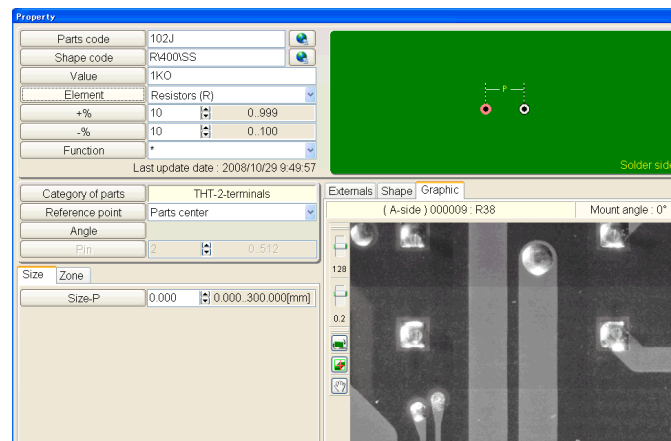 Property
Parts code 102J
Shape code R\400\SS
Value 1KO
Element Resistors (R)
+% 10 0..999
-% 10 0..100
Function *
Last update date : 2008/10/29 9:49:57
P
Solder side
Category of parts THT-2-terminals
Reference point Parts center
Angle
Pin 2 0..512
Size Zone
Size-P 0.000 0.000..300.000[mm]
Externals Shape Graphic
( A-side ) 000009 : R38 Mount angle : 0°
128
0.2